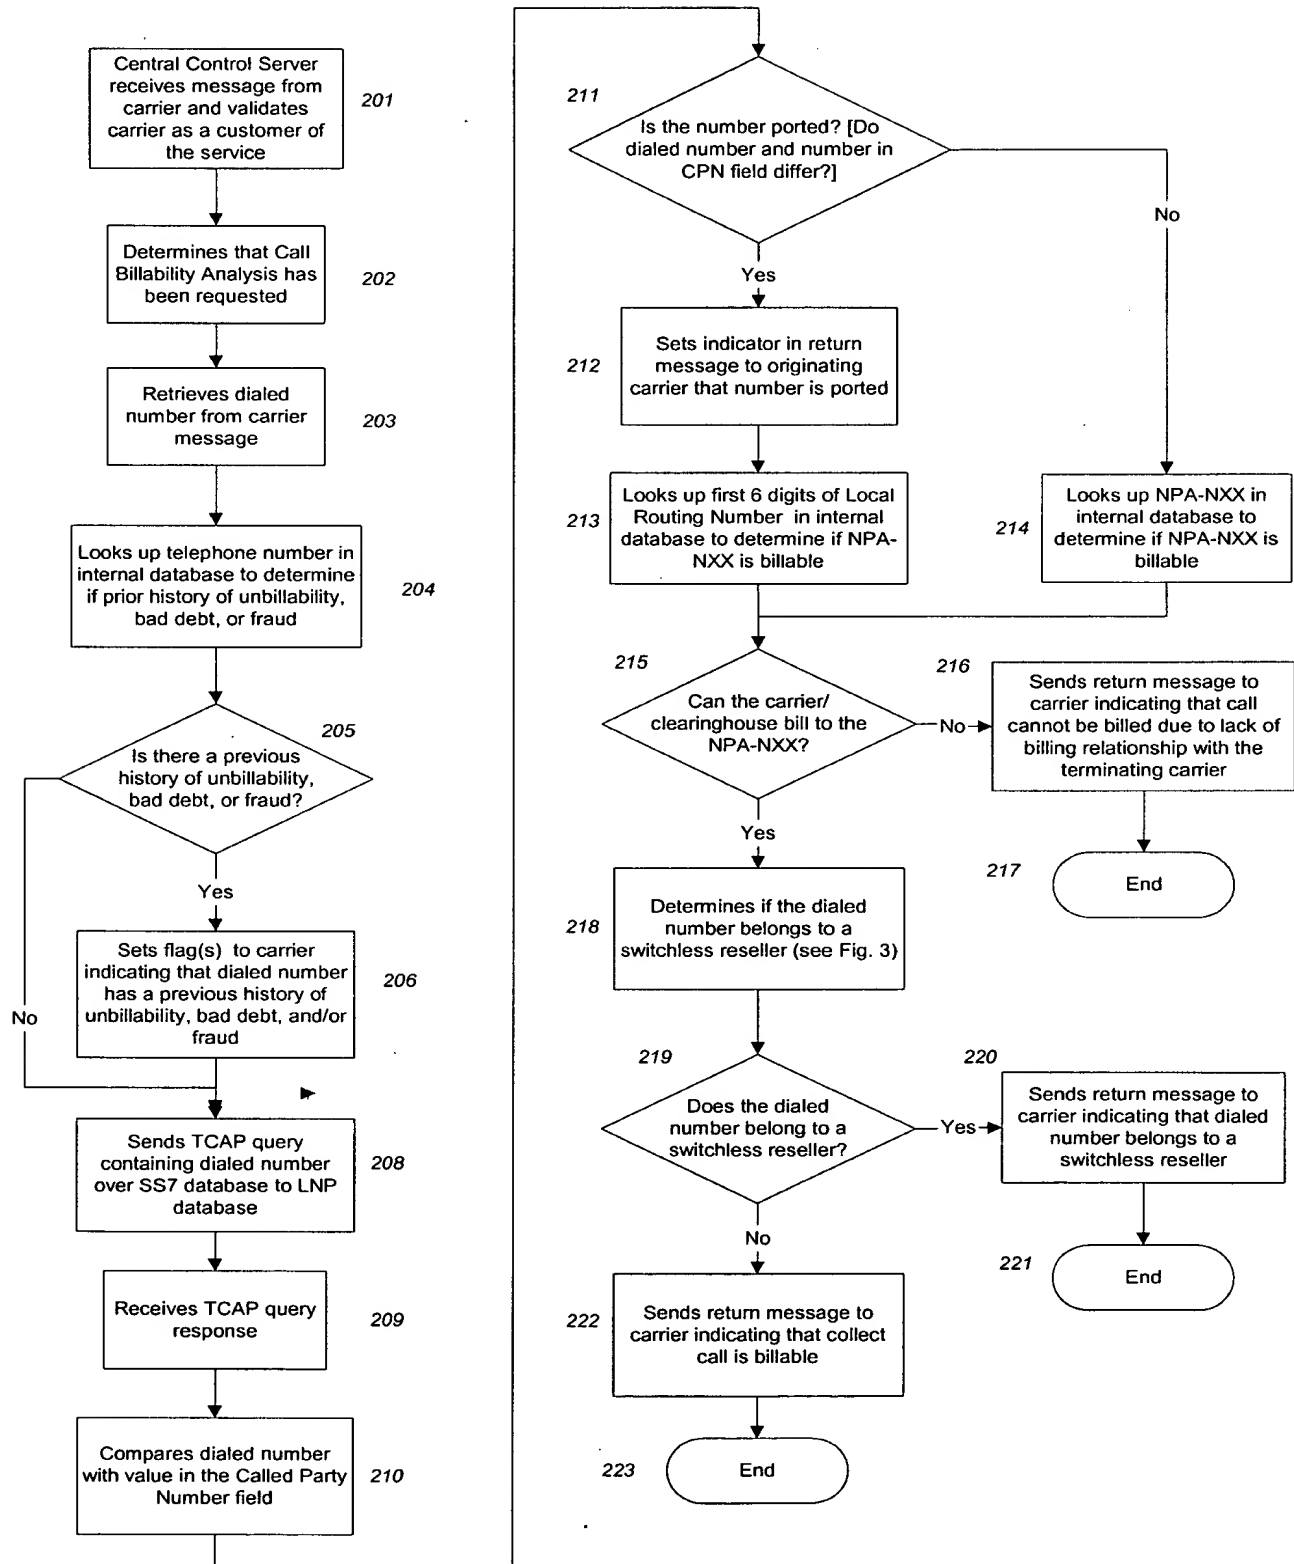 Central Control Server
receives message from
carrier and validates
carrier as a customer of
the service
201
Determines that Call
Billability Analysis has
been requested
202
Retrieves dialed
number from carrier
message
203
Looks up telephone number in
internal database to determine
if prior history of unbillability,
bad debt, or fraud
204
205
Is there a previous
history of unbillability,
bad debt, or fraud?
Yes
No
Sets flag(s) to carrier
indicating that dialed number
has a previous history of
unbillability, bad debt, and/or
fraud
206
Sends TCAP query
containing dialed number
over SS7 database to LNP
database
208
Receives TCAP query
response
209
Compares dialed number
with value in the Called Party
Number field
210
211
Is the number ported? [Do
dialed number and number in
CPN field differ?]
No
Yes
Sets indicator in return
message to originating
carrier that number is ported
212
Looks up first 6 digits of Local
Routing Number in internal
database to determine if NPA-
NXX is billable
213
Looks up NPA-NXX in
internal database to
determine if NPA-NXX is
billable
214
215
Can the carrier/
clearinghouse bill to the
NPA-NXX?
No
216
Sends return message to
carrier indicating that call
cannot be billed due to lack of
billing relationship with the
terminating carrier
217
End
Yes
218
Determines if the dialed
number belongs to a
switchless reseller (see Fig. 3)
219
Does the dialed
number belong to a
switchless reseller?
Yes
220
Sends return message to
carrier indicating that dialed
number belongs to a
switchless reseller
221
End
No
222
Sends return message to
carrier indicating that collect
call is billable
223
End